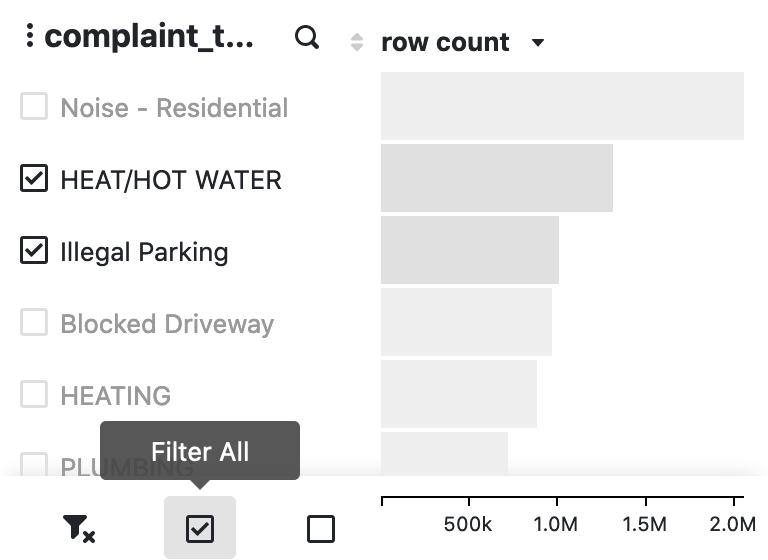 complaint_t...
row count
Noise - Residential
HEAT/HOT WATER
Illegal Parking
Blocked Driveway
HEATING
Filter All
PLUMBING
500k 1.0M 1.5M 2.0M